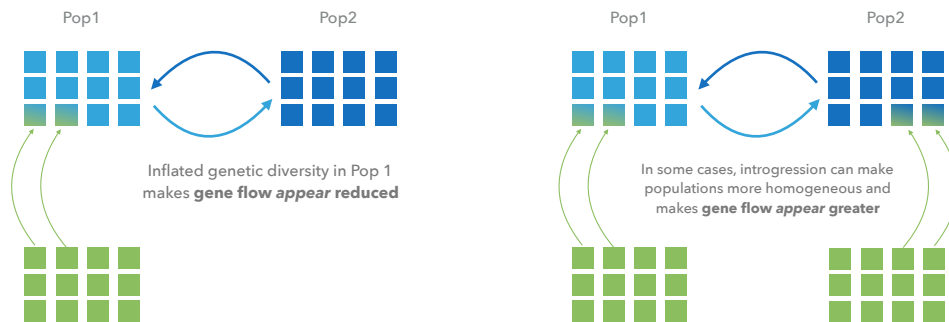 Pop1
Pop2
Inflated genetic diversity in Pop 1
makes gene flow appear reduced
Pop1
Pop2
In some cases, introgression can make
populations more homogeneous and
makes gene flow appear greater